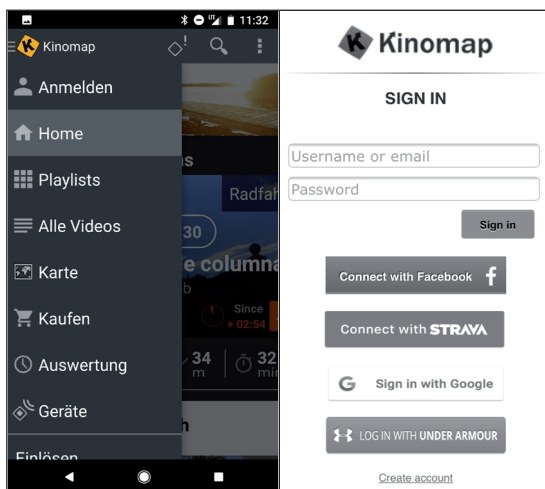 11:32
Kinomap
Anmelden
Home
Playlists
Alle Videos
Karte
Kaufen
Auswertung
Geräte
Einlösen
Radfah
30
e columna
Since
+ 02:54
34
m
32
min
Kinomap
SIGN IN
Username or email
Password
Sign in
Connect with Facebook
Connect with STRAVA
G Sign in with Google
LOG IN WITH UNDER ARMOUR
Create account